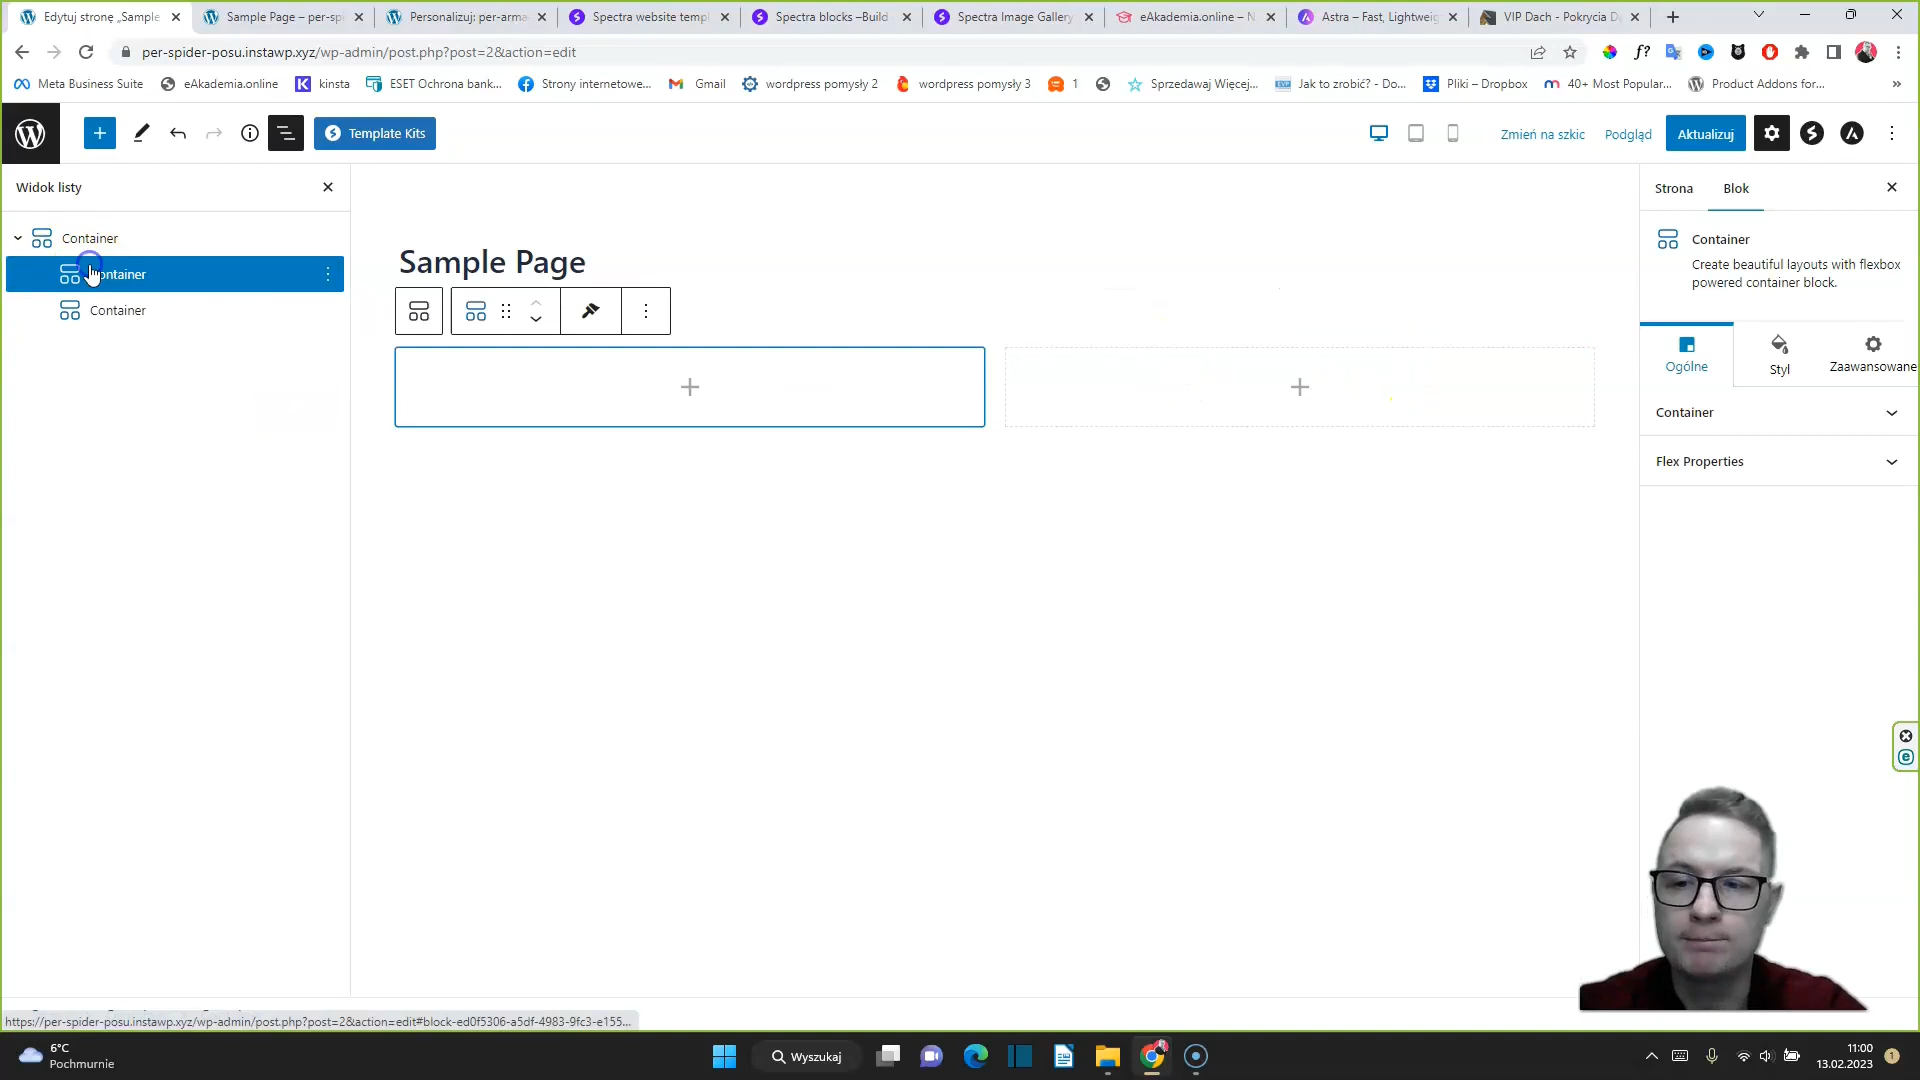 Edytuj stronę „Sample
Sample Page – per-spi
Personalizuj: per-arma
Spectra website templ
Spectra blocks –Build
Spectra Image Gallery
eAkademia.online – N
Astra – Fast, Lightweig
VIP Dach - Pokrycia D
per-spider-posu.instawp.xyz/wp-admin/post.php?post=2&action=edit
Meta Business Suite
eAkademia.online
kinsta
ESET Ochrona bank...
Strony internetowe...
Gmail
wordpress pomysły 2
wordpress pomysły 3
1
Sprzedawaj Więcej,...
Jak to zrobić? - Do...
Pliki – Dropbox
40+ Most Popular...
Product Addons for...
Template Kits
Zmień na szkic
Podgląd
Aktualizuj
Widok listy
Container
Container
Container
Sample Page
Strona
Blok
Container
Create beautiful layouts with flexbox
powered container block.
Ogólne
Styl
Zaawansowane
Container
Flex Properties
https://per-spider-posu.instawp.xyz/wp-admin/post.php?post=2&action=edit#block-ed0f5306-a5df-4983-9fc3-e155...
6°C
Pochmurnie
Wyszukaj
11:00
13.02.2023
1